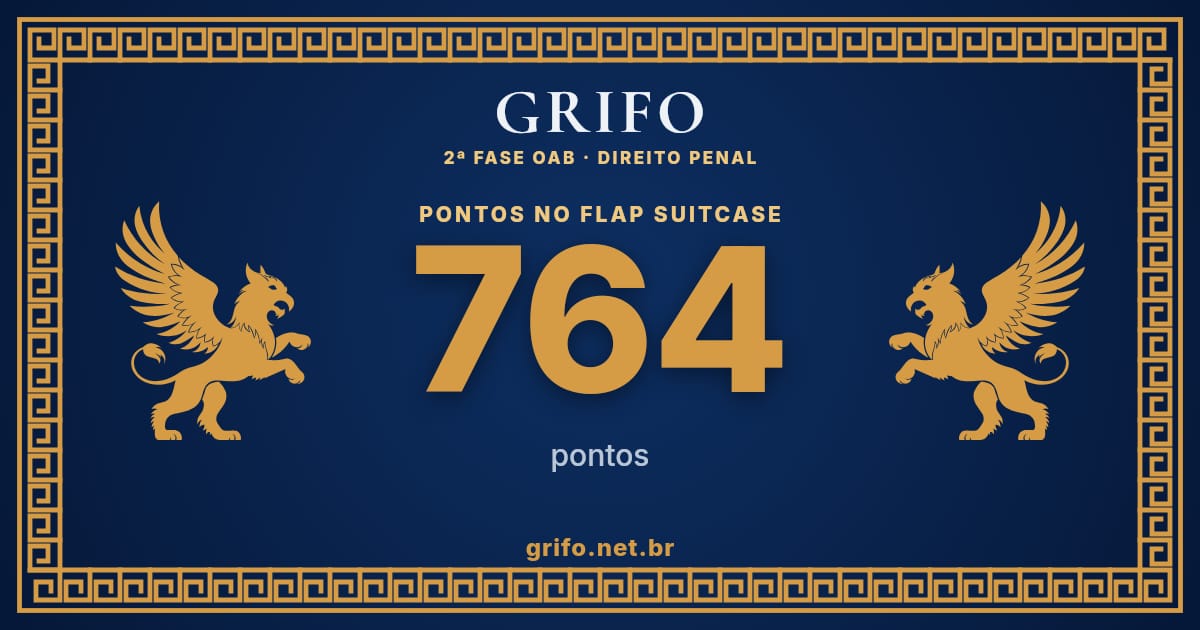 GRIFO
2ª FASE OAB · DIREITO PENAL
PONTOS NO FLAP SUITCASE
764
pontos
grifo.net.br